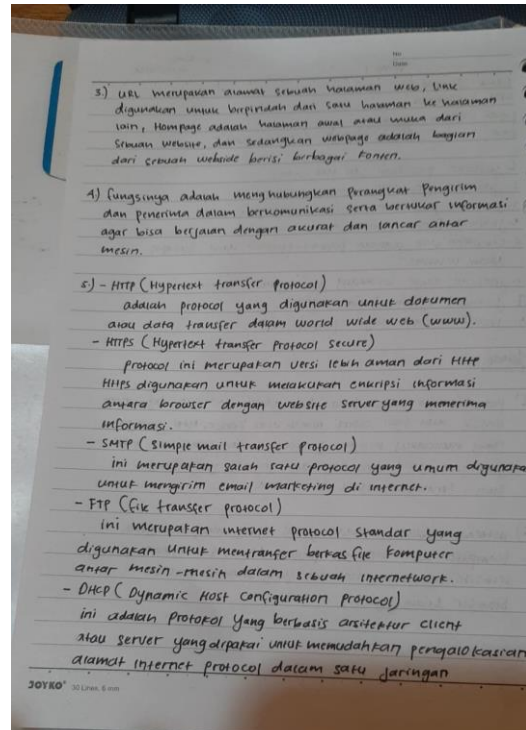 No
Date
3.) URL merupakan alamat sebuah halaman web, Link
digunakan untuk berpindah dari satu halaman ke halaman
lain, Hompage adalah halaman awal atau muka dari
sebuah website, dan sedangkan webpage adalah bagian
dari sebuah webside berisi berbagai konten.
4.) fungsinya adalah menghubungkan perangkat pengirim
dan penerima dalam berkomunikasi serta bertukar informasi
agar bisa berjalan dengan akurat dan lancar antar
mesin.
5.) - HTTP (Hypertext transfer Protocol)
adalah protocol yang digunakan untuk dokumen
atau data transfer dalam world wide web (www).
- HTTPS (Hypertext transfer Protocol secure)
protocol ini merupakan versi lebih aman dari HTTP
HTTPS digunakan untuk melakukan enkripsi informasi
antara browser dengan website server yang menerima
informasi.
- SMTP (simple mail transfer protocol)
ini merupakan salah satu protocol yang umum digunaka
untuk mengirim email marketing di internet.
- FTP (file transfer protocol)
ini merupakan internet protocol standar yang
digunakan untuk mentranfer berkas file komputer
antar mesin-mesin dalam sebuah internetwork.
- DHCP (Dynamic Host Configuration protocol)
ini adalah protokol yang berbasis arsitektur client
atau server yang dipakai untuk memudahkan pengalokasian
alamat internet protocol dalam satu jaringan
JOYKO 30 Lines, 6 mm